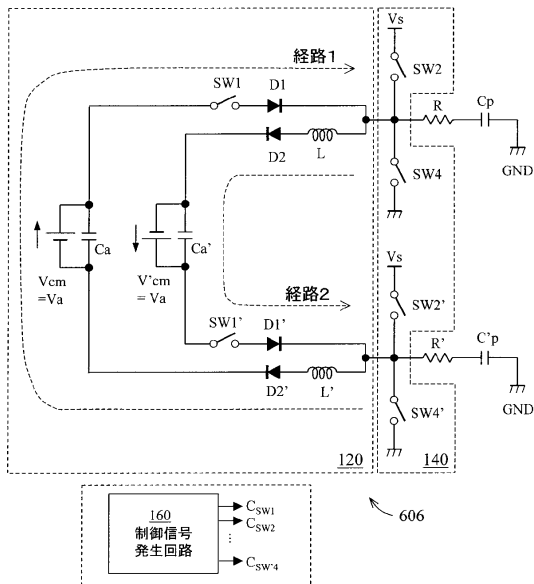 経路1
Vs
SW1
D1
SW2
R
Cp
D2
L
GND
SW4
Ca
Ca'
Vcm
=Va
V'cm
= Va
Vs
経路2
SW2'
SW1'
D1'
R'
C'p
D2'
L'
GND
SW4'
120
140
160
制御信号
発生回路
CSW1
CSW2
⋮
CSW'4
606